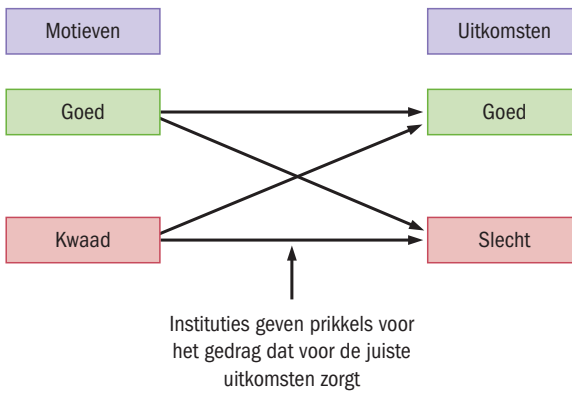 Motieven
Uitkomsten
Goed
Goed
Kwaad
Slecht
Instituties geven prikkels voor
het gedrag dat voor de juiste
uitkomsten zorgt